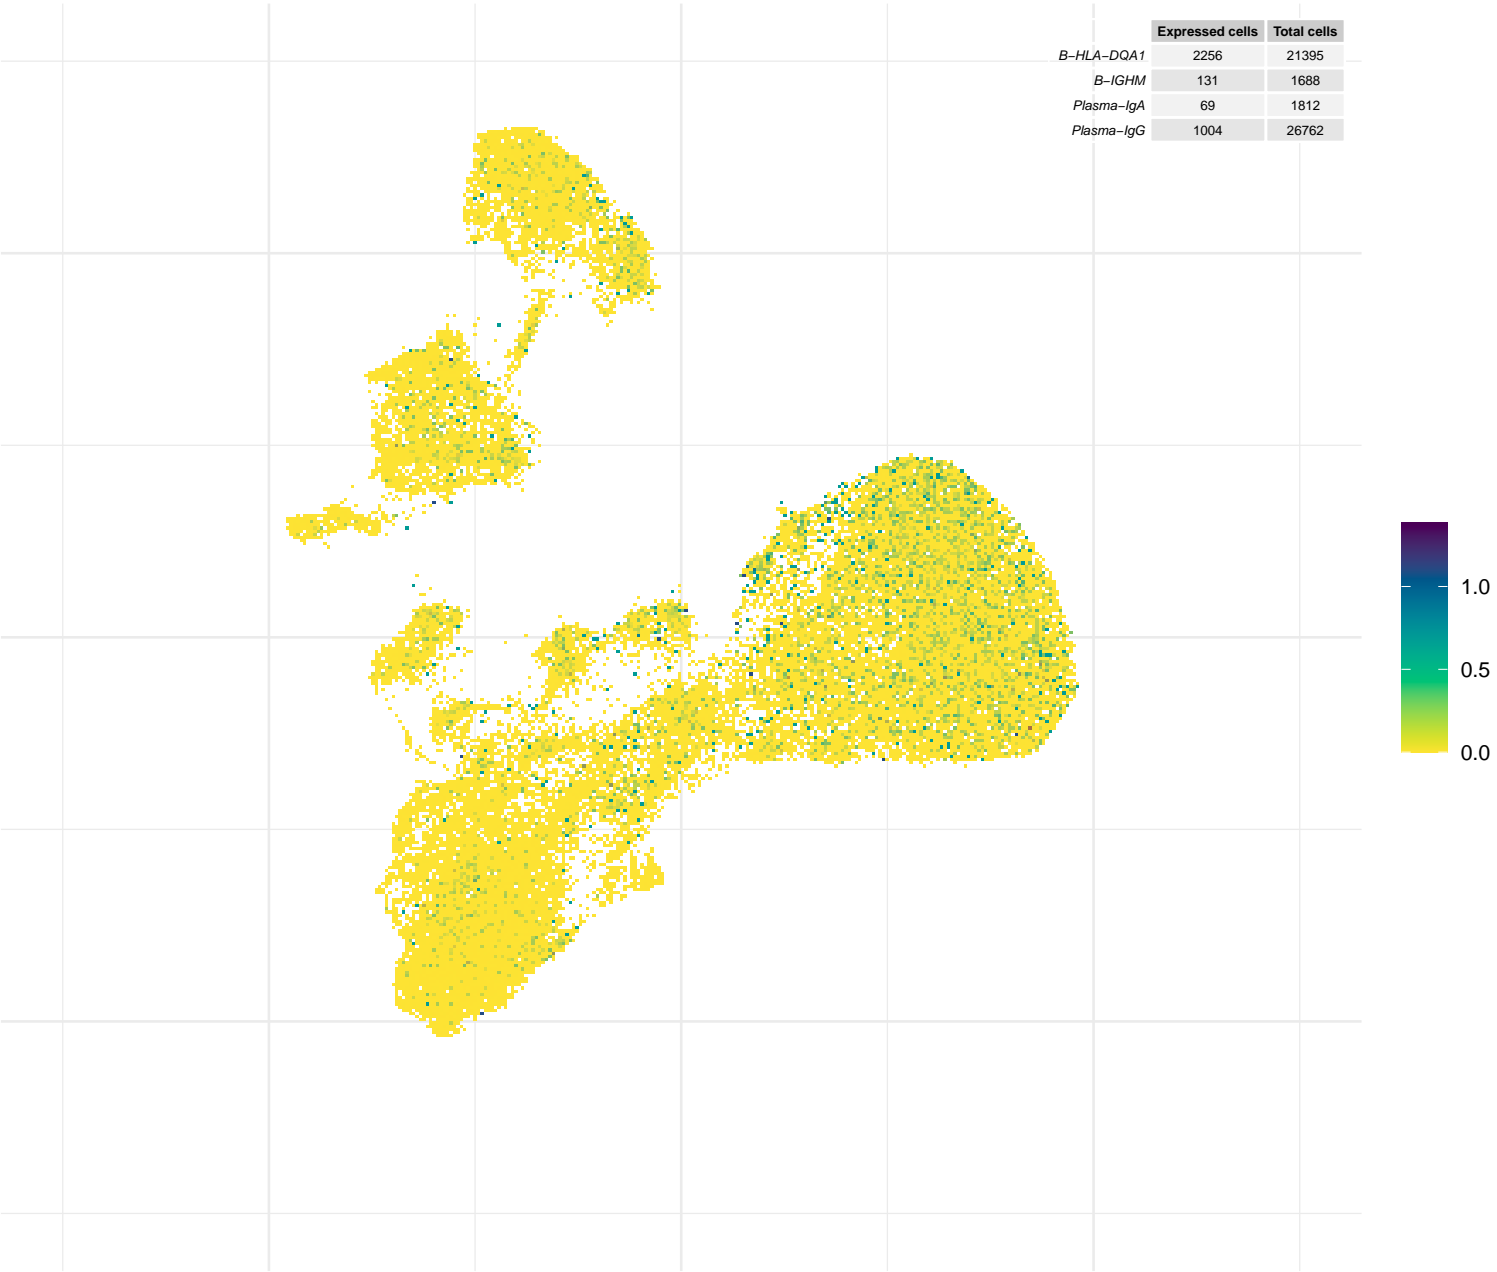 Expressed cells Total cells
B−HLA−DQA1 2256 21395
B−IGHM 131 1688
Plasma−IgA 69 1812
Plasma−IgG 1004 26762
1.0
0.5
0.0